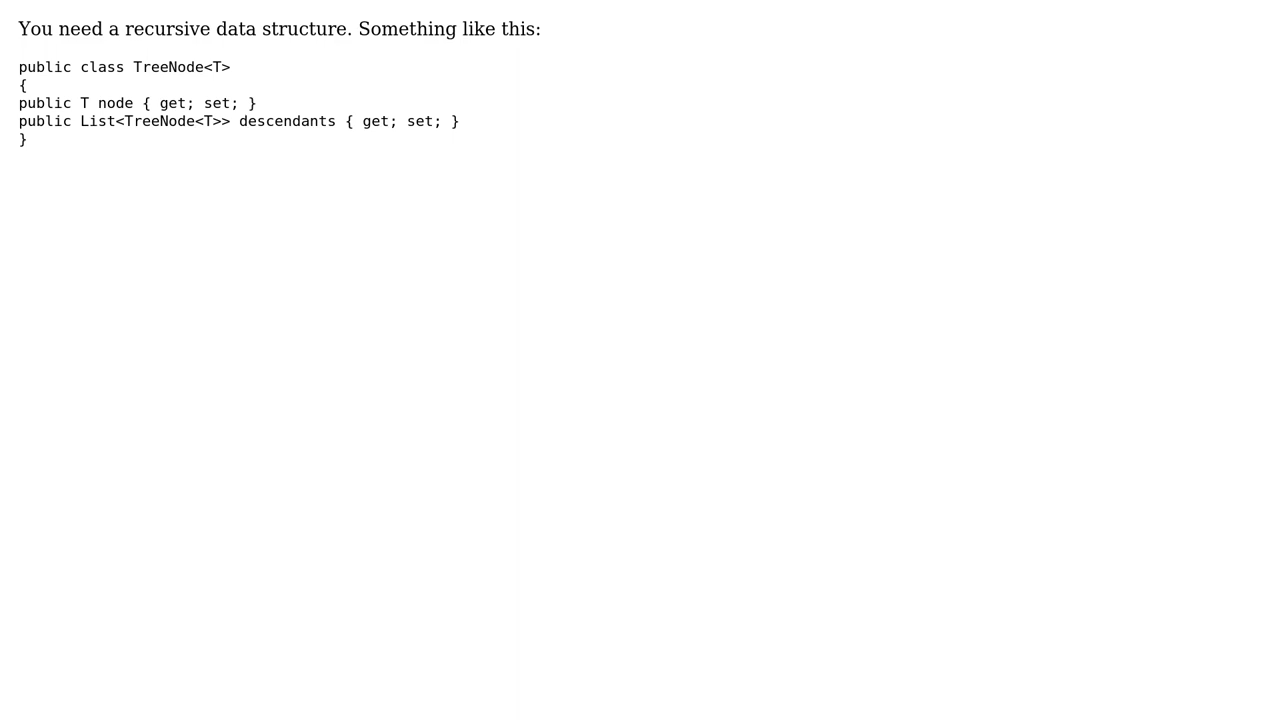 You need a recursive data structure. Something like this:
public class TreeNode<T>
{
public T node { get; set; }
public List<TreeNode<T>> descendants { get; set; }
}